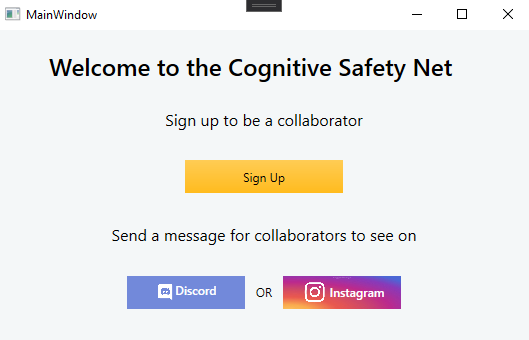 MainWindow
Welcome to the Cognitive Safety Net
Sign up to be a collaborator
Sign Up
Send a message for collaborators to see on
Discord OR Instagram